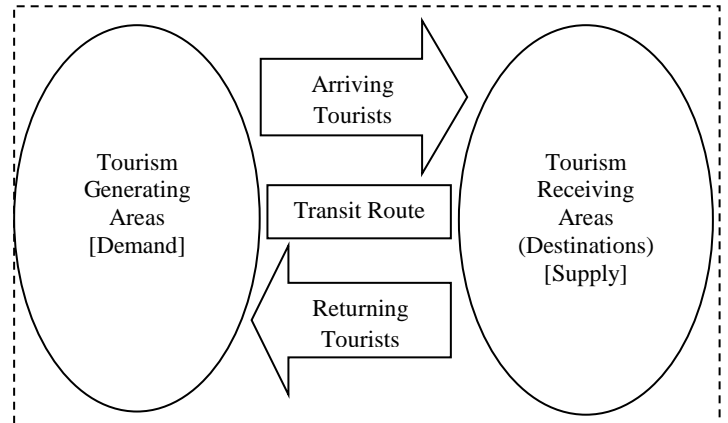 Tourism
Generating
Areas
[Demand]
Arriving
Tourists
Transit Route
Returning
Tourists
Tourism
Receiving
Areas
(Destinations)
[Supply]